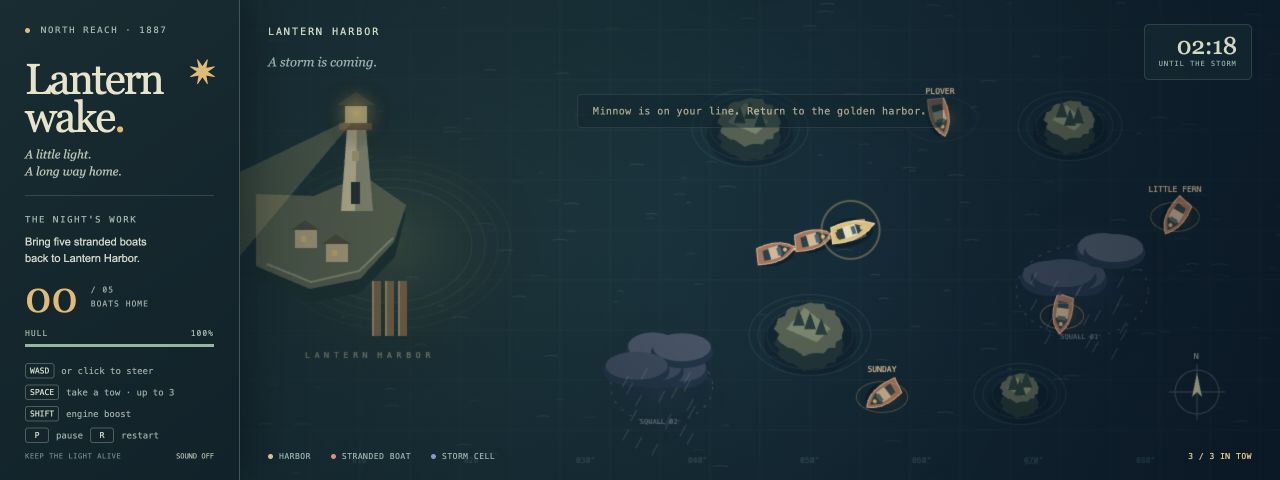 NORTH REACH · 1887
Lantern
wake.
A little light.
A long way home.
THE NIGHT'S WORK
Bring five stranded boats
back to Lantern Harbor.
00
/ 05
BOATS HOME
HULL 100%
WASD or click to steer
SPACE take a tow · up to 3
SHIFT engine boost
P pause R restart
KEEP THE LIGHT ALIVE SOUND OFF
LANTERN HARBOR
A storm is coming.
02:18
UNTIL THE STORM
PLOVER
Minnow is on your line. Return to the golden harbor.
LITTLE FERN
SQUALL 01
LANTERN HARBOR
N
SUNDAY
SQUALL 02
HARBOR STRANDED BOAT STORM CELL
030° 040° 050° 060° 070° 080°
3 / 3 IN TOW